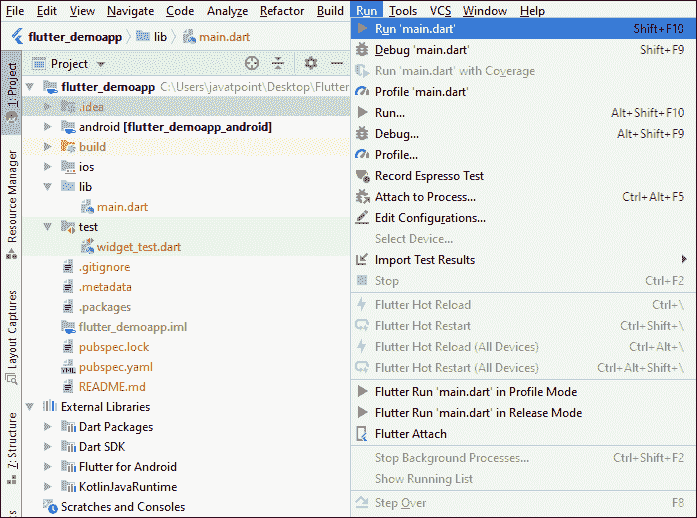 File Edit View Navigate Code Analyze Refactor Build Run Tools VCS Window Help
flutter_demoapp lib main.dart
Project
flutter_demoapp C:\Users\javatpoint\Desktop\Flutter
.idea
android [flutter_demoapp_android]
build
ios
lib
main.dart
test
widget_test.dart
.gitignore
.metadata
.packages
flutter_demoapp.iml
pubspec.lock
pubspec.yaml
README.md
External Libraries
Dart Packages
Dart SDK
Flutter for Android
KotlinJavaRuntime
Scratches and Consoles
1: Project
Resource Manager
Layout Captures
7: Structure
Run 'main.dart' Shift+F10
Debug 'main.dart' Shift+F9
Run 'main.dart' with Coverage
Profile 'main.dart'
Run... Alt+Shift+F10
Debug... Alt+Shift+F9
Profile...
Record Espresso Test
Attach to Process... Ctrl+Alt+F5
Edit Configurations...
Select Device...
Import Test Results
Stop Ctrl+F2
Flutter Hot Reload Ctrl+\
Flutter Hot Restart Ctrl+Shift+\
Flutter Hot Reload (All Devices) Ctrl+Alt+\
Flutter Hot Restart (All Devices) Ctrl+Alt+Shift+\
Flutter Run 'main.dart' in Profile Mode
Flutter Run 'main.dart' in Release Mode
Flutter Attach
Stop Background Processes... Ctrl+Shift+F2
Show Running List
Step Over F8